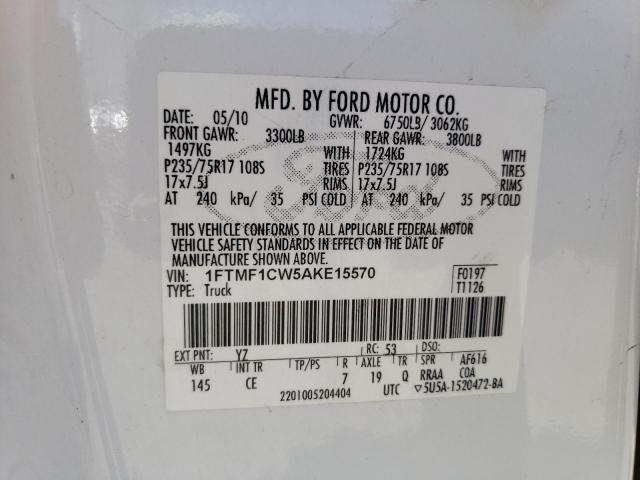 MFD. BY FORD MOTOR CO.
DATE: 05/10 GVWR: 6750LB/ 3062KG
FRONT GAWR: 3300LB REAR GAWR: 3800LB
1497KG 1724KG
P235/75R17 108S TIRES P235/75R17 108S TIRES
17x7.5J RIMS 17x7.5J RIMS
AT 240 kPa/ 35 PSI COLD AT 240 kPa/ 35 PSI COLD
THIS VEHICLE CONFORMS TO ALL APPLICABLE FEDERAL MOTOR
VEHICLE SAFETY STANDARDS IN EFFECT ON THE DATE OF
MANUFACTURE SHOWN ABOVE.
VIN: 1FTMF1CW5AKE15570 F0197
TYPE: Truck T1126
EXT PNT: YZ RC: 53 DSO:
WB INT TR TP/PS R AXLE TR SPR AF616
145 CE 7 19 Q RRAA COA
2201005204404 UTC ▽5U5A-1520472-BA
Ford